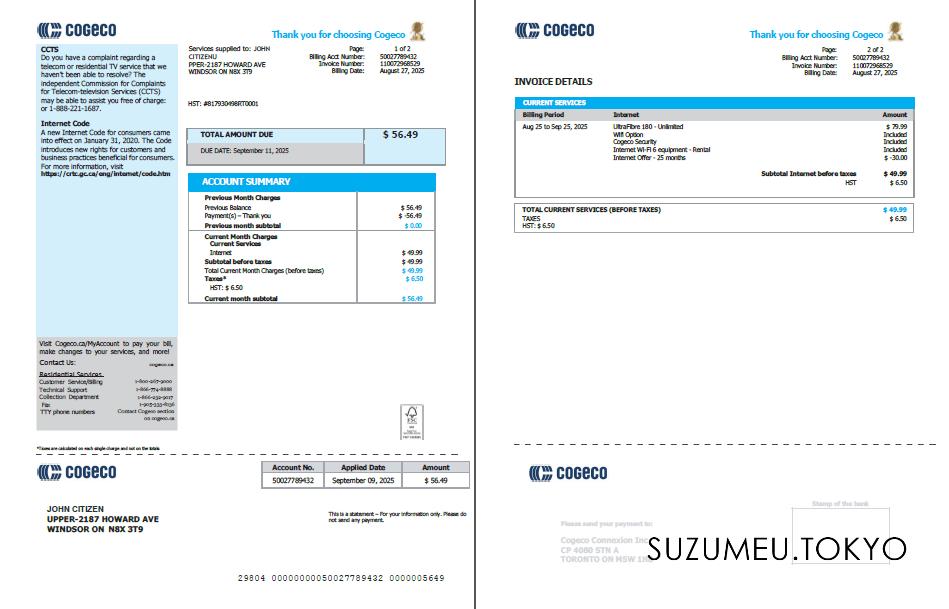 COGECO
Thank you for choosing Cogeco
CCTS
Do you have a complaint regarding a
telecom or residential TV service that we
haven't been able to resolve? The
independent Commission for Complaints
for Telecom-television Services (CCTS)
may be able to assist you free of charge:
or 1-888-221-1687.
Internet Code
A new Internet Code for consumers came
into effect on January 31, 2020. The Code
introduces new rights for customers and
business practices beneficial for consumers.
For more information, visit
https://crtc.gc.ca/eng/internet/code.htm
Services supplied to: JOHN
CITIZENU
PPER-2187 HOWARD AVE
WINDSOR ON N8X 3T9
Page: 1 of 2
Billing Acct Number: 50027789432
Invoice Number: 110072968529
Billing Date: August 27, 2025
HST: #817930498RT0001
TOTAL AMOUNT DUE $ 56.49
DUE DATE: September 11, 2025
ACCOUNT SUMMARY
Previous Month Charges
Previous Balance $ 56.49
Payment(s) – Thank you $ -56.49
Previous month subtotal $ 0.00
Current Month Charges
Current Services
Internet $ 49.99
Subtotal before taxes $ 49.99
Total Current Month Charges (before taxes) $ 49.99
Taxes* $ 6.50
HST: $ 6.50
Current month subtotal $ 56.49
Visit Cogeco.ca/MyAccount to pay your bill,
make changes to your services, and more!
Contact Us: cogeco.ca
Residential Services
Customer Service/Billing 1-800-267-9000
Technical Support 1-866-774-8888
Collection Department 1-866-232-9017
Fax 1-905-333-8136
TTY phone numbers Contact Cogeco section
on cogeco.ca
FSC
*Taxes are calculated on each single charge and not on the totals
COGECO
Account No. Applied Date Amount
50027789432 September 09, 2025 $ 56.49
JOHN CITIZEN
UPPER-2187 HOWARD AVE
WINDSOR ON N8X 3T9
This is a statement – For your information only. Please do
not send any payment.
29804 00000000050027789432 0000005649
COGECO
Thank you for choosing Cogeco
Page: 2 of 2
Billing Acct Number: 50027789432
Invoice Number: 110072968529
Billing Date: August 27, 2025
INVOICE DETAILS
CURRENT SERVICES
Billing Period Internet Amount
Aug 25 to Sep 25, 2025 UltraFibre 180 - Unlimited $ 79.99
Wifi Option Included
Cogeco Security Included
Internet Wi-Fi 6 equipment - Rental Included
Internet Offer - 25 months $ -30.00
Subtotal Internet before taxes $ 49.99
HST $ 6.50
TOTAL CURRENT SERVICES (BEFORE TAXES) $ 49.99
TAXES $ 6.50
HST: $ 6.50
COGECO
Stamp of the bank
Please send your payment to:
Cogeco Connexion Inc.
CP 4080 STN A
TORONTO ON M5W
SUZUMEU.TOKYO